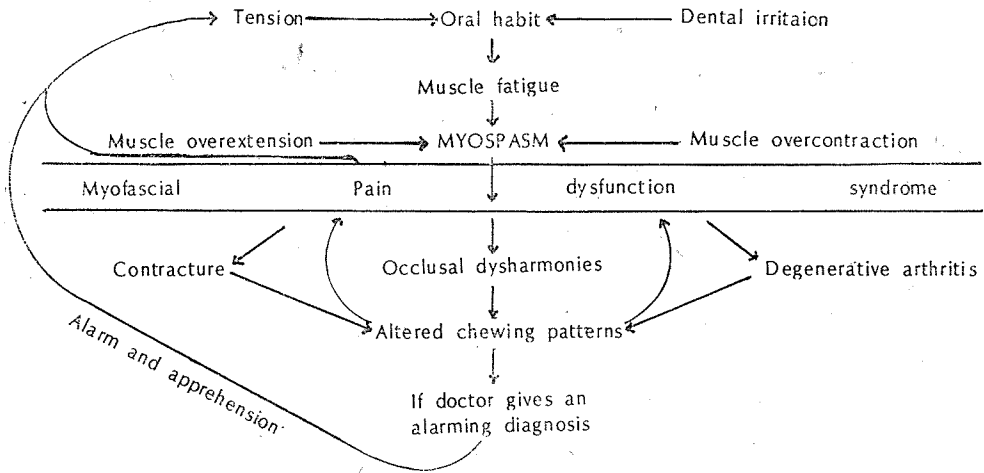 Tension Oral habit Dental irritaion
Muscle fatigue
Muscle overextension MYOSPASM Muscle overcontraction
Myofascial Pain dysfunction syndrome
Contracture Occlusal dysharmonies Degenerative arthritis
Altered chewing patterns
Alarm and apprehension
If doctor gives an
alarming diagnosis